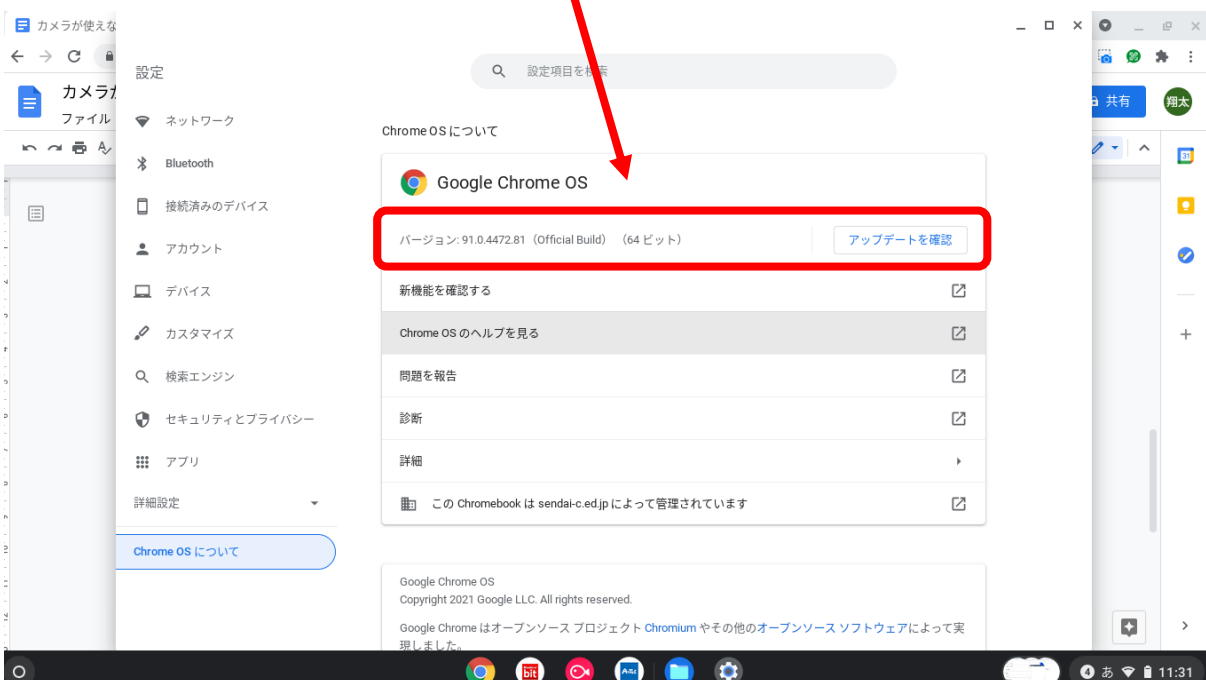 カメラが使えな
カメラが
ファイル
共有
翔太
31
設定
設定項目を検索
ネットワーク
Bluetooth
接続済みのデバイス
アカウント
デバイス
カスタマイズ
検索エンジン
セキュリティとプライバシー
アプリ
詳細設定
Chrome OS について
Chrome OS について
Google Chrome OS
バージョン: 91.0.4472.81（Official Build） （64 ビット）
アップデートを確認
新機能を確認する
Chrome OS のヘルプを見る
問題を報告
診断
詳細
この Chromebook は sendai-c.ed.jp によって管理されています
Google Chrome OS
Copyright 2021 Google LLC. All rights reserved.
Google Chrome はオープンソース プロジェクト Chromium やその他のオープンソース ソフトウェアによって実
現しました。
bit
4 あ 11:31